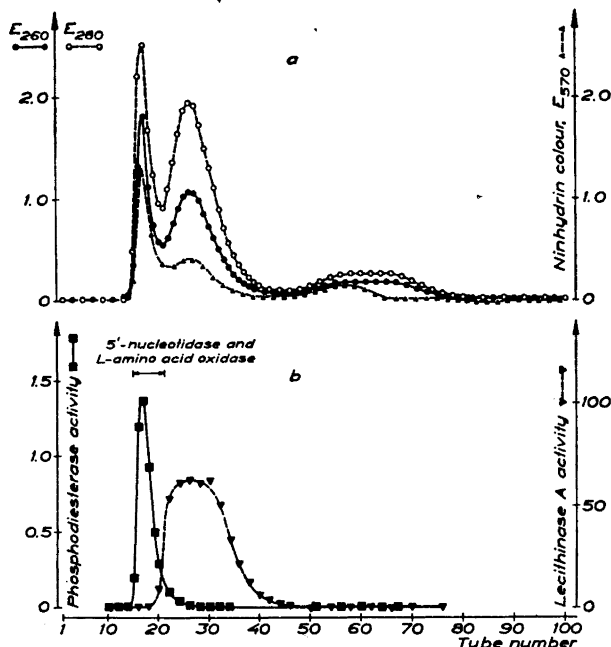 E260 E280
a
2.0
1.0
0
Ninhydrin colour, E570
2.0
1.0
0
5'-nucleotidase and
L-amino acid oxidase
b
Phosphodiesterase activity
1.5
1.0
0.5
0
Lecithinase A activity
100
50
0
1 10 20 30 40 50 60 70 80 90 100
Tube number